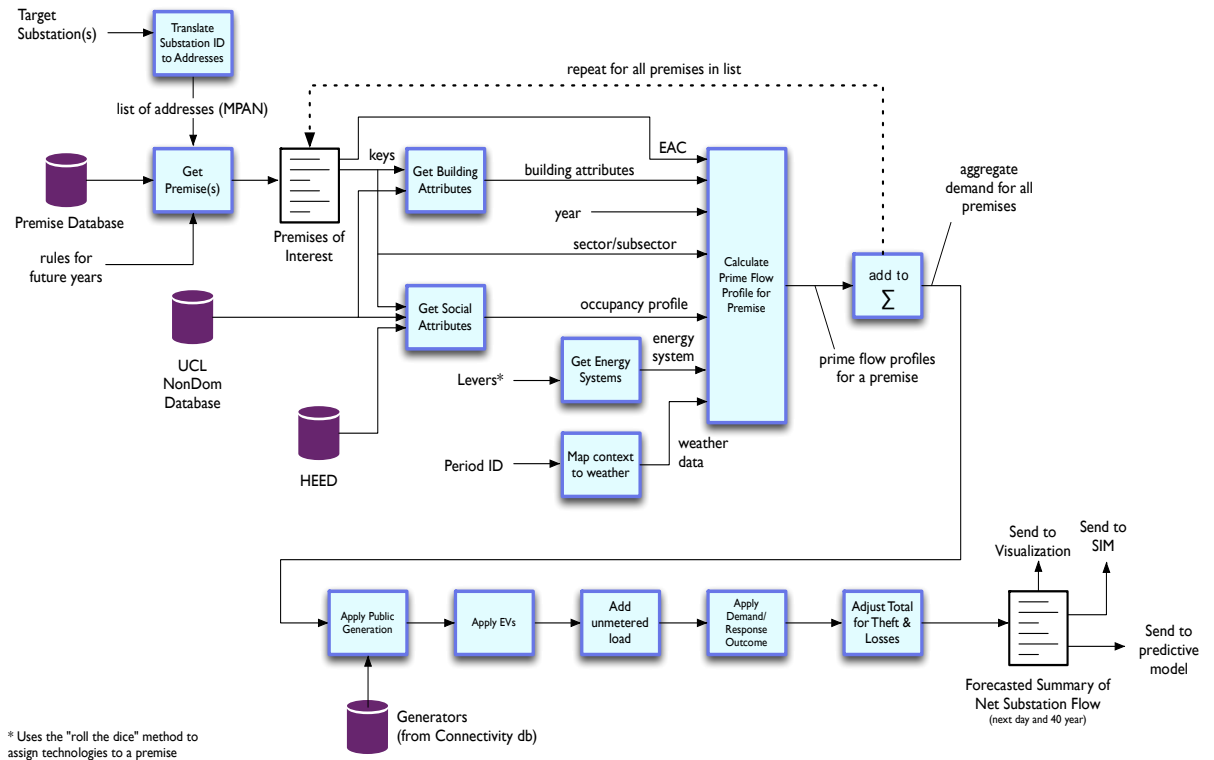 Target
Substation(s)
Translate
Substation ID
to Addresses
repeat for all premises in list
list of addresses (MPAN)
Premise Database
Get
Premise(s)
rules for
future years
Premises of
Interest
keys
Get Building
Attributes
EAC
building attributes
year
sector/subsector
Get Social
Attributes
occupancy profile
UCL
NonDom
Database
HEED
Levers*
Get Energy
Systems
energy
system
Period ID
Map context
to weather
weather
data
Calculate
Prime Flow
Profile for
Premise
add to
Σ
aggregate
demand for all
premises
prime flow profiles
for a premise
Apply Public
Generation
Apply EVs
Add
unmetered
load
Apply
Demand/
Response
Outcome
Adjust Total
for Theft &
Losses
Send to
Visualization
Send to
SIM
Send to
predictive
model
Forecasted Summary of
Net Substation Flow
(next day and 40 year)
Generators
(from Connectivity db)
* Uses the "roll the dice" method to
assign technologies to a premise